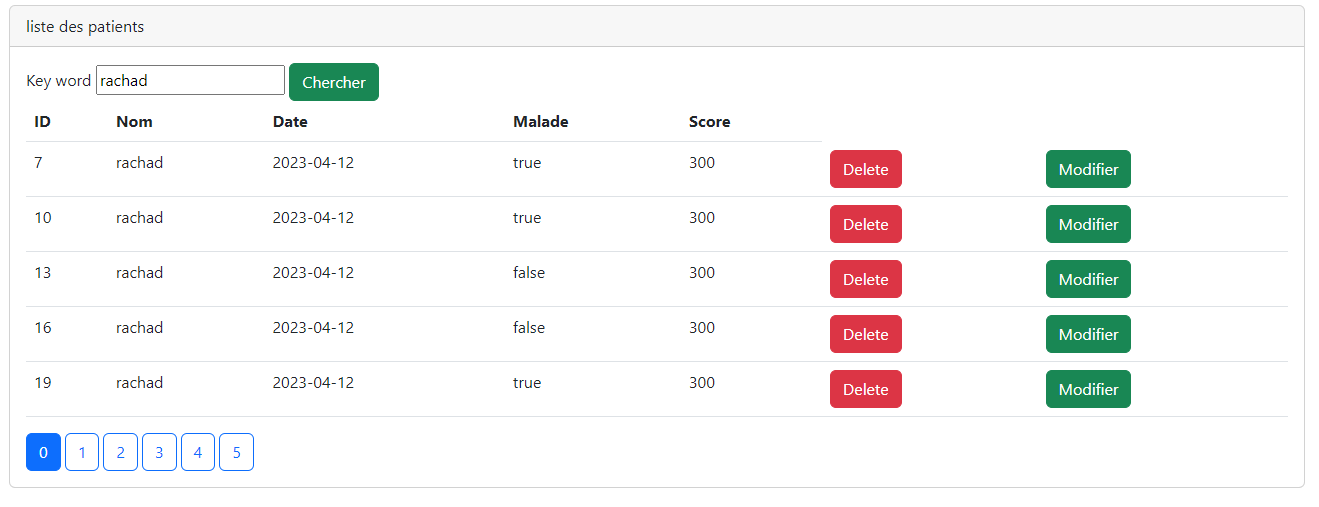 liste des patients
Key word rachad Chercher
ID Nom Date Malade Score
7 rachad 2023-04-12 true 300 Delete Modifier
10 rachad 2023-04-12 true 300 Delete Modifier
13 rachad 2023-04-12 false 300 Delete Modifier
16 rachad 2023-04-12 false 300 Delete Modifier
19 rachad 2023-04-12 true 300 Delete Modifier
0 1 2 3 4 5